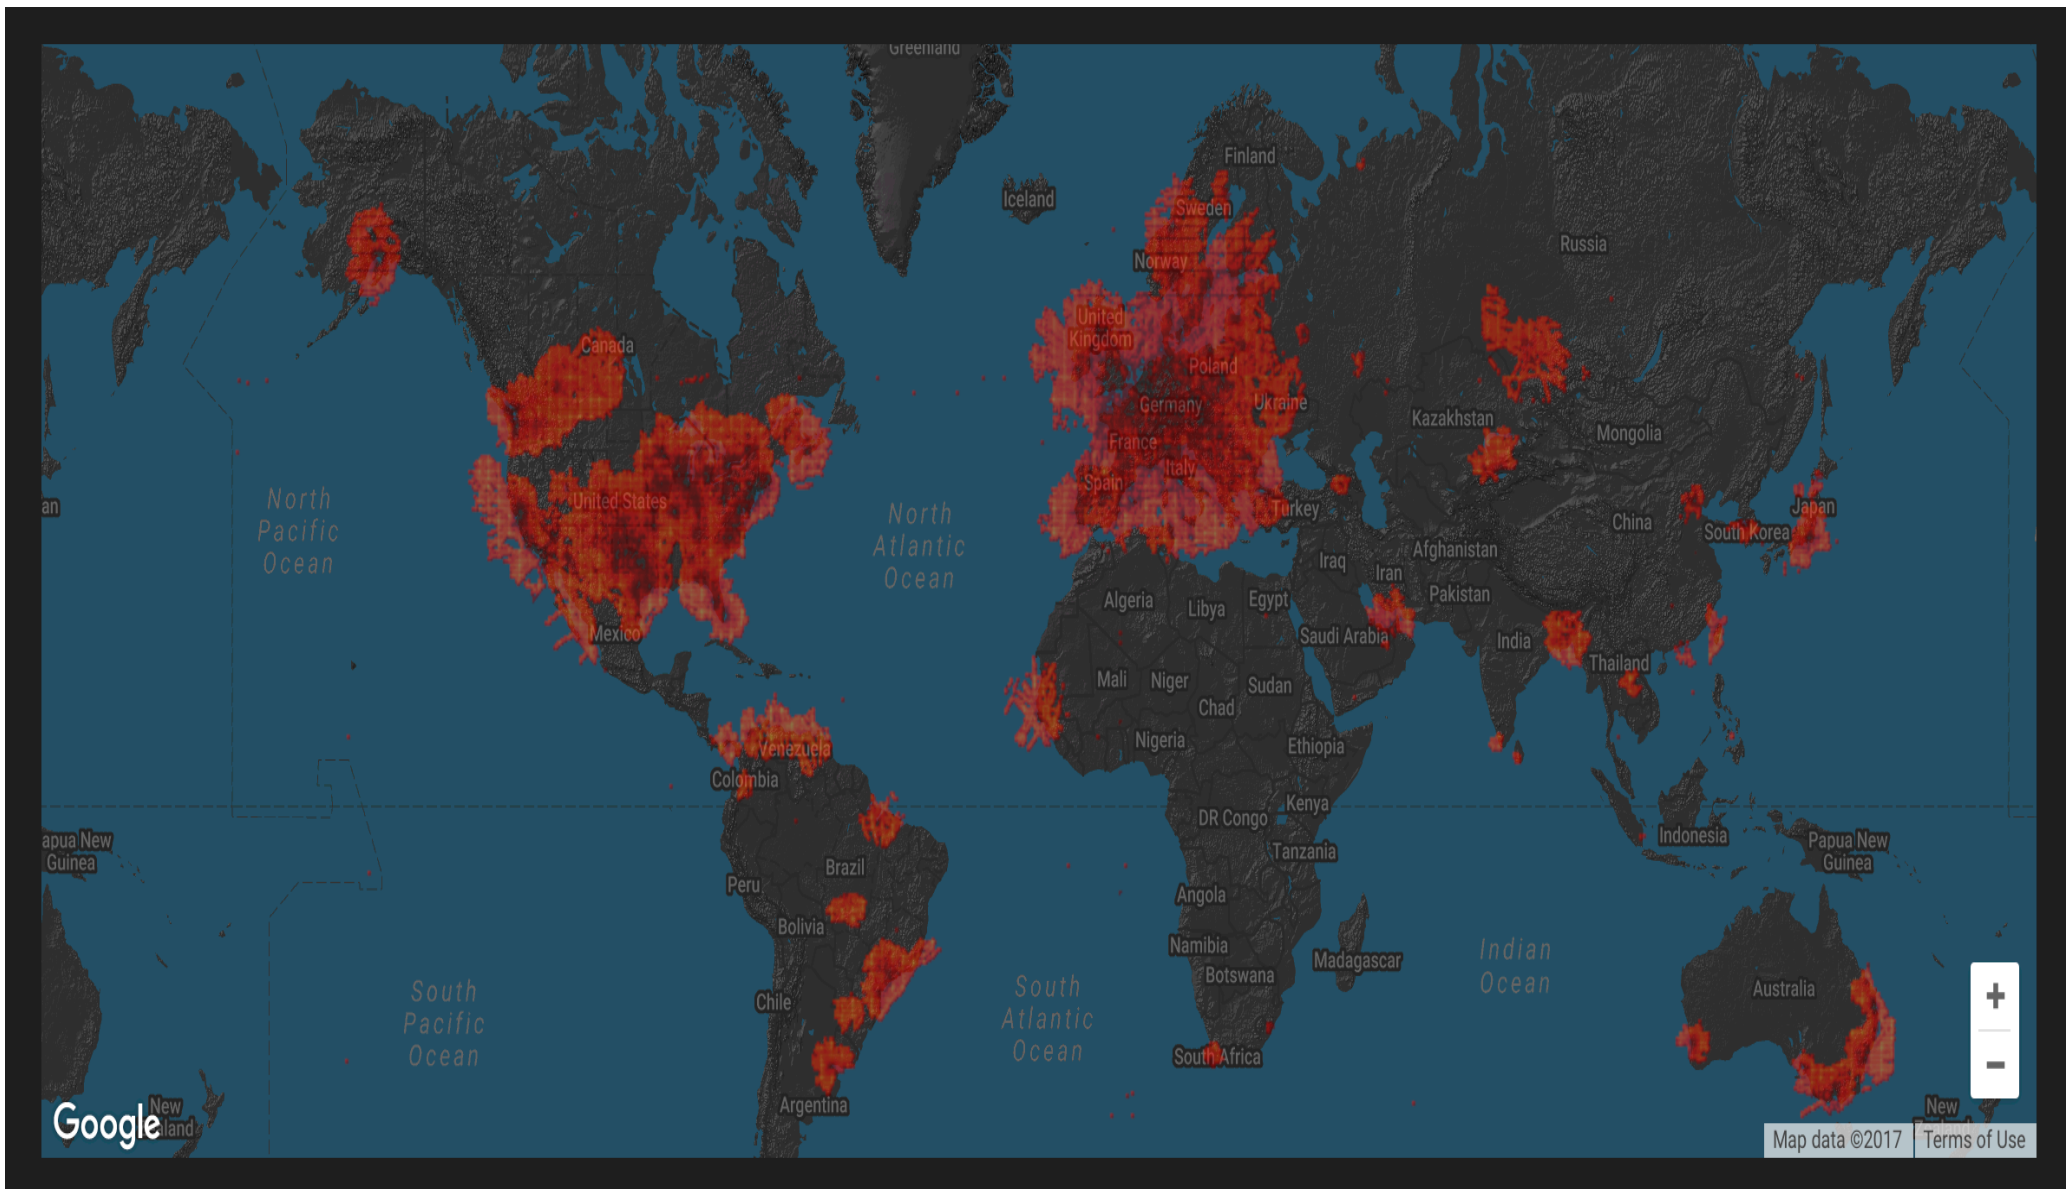 Greenland
Finland
Iceland
Sweden
Russia
Norway
United
Kingdom
Canada
Poland
Germany
Ukraine
Kazakhstan
Mongolia
France
Italy
Spain
United States
an
Turkey
Japan
China
South Korea
North
Pacific
Ocean
North
Atlantic
Ocean
Iraq
Iran
Afghanistan
Pakistan
Algeria
Libya
Egypt
Saudi Arabia
India
Mexico
Thailand
Mali
Niger
Sudan
Chad
Nigeria
Ethiopia
Venezuela
Colombia
Kenya
DR Congo
Indonesia
apua New
Guinea
Papua New
Guinea
Tanzania
Brazil
Peru
Angola
Bolivia
Namibia
Madagascar
Botswana
Indian
Ocean
Australia
South
Pacific
Ocean
Chile
South
Atlantic
Ocean
South Africa
Argentina
New
aland
New
Zealand
Google
+
−
Map data ©2017
Terms of Use